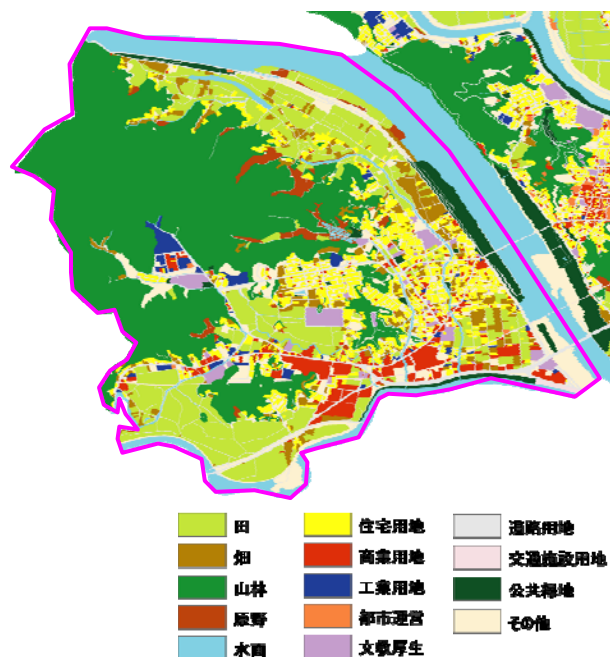 田
畑
山林
原野
水面
住宅用地
商業用地
工業用地
都市運営
文教厚生
道路用地
交通施設用地
公共緑地
その他